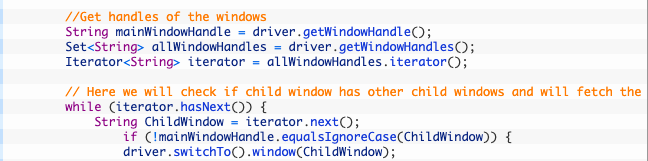 //Get handles of the windows
String mainWindowHandle = driver.getWindowHandle();
Set<String> allWindowHandles = driver.getWindowHandles();
Iterator<String> iterator = allWindowHandles.iterator();
// Here we will check if child window has other child windows and will fetch the
while (iterator.hasNext()) {
String ChildWindow = iterator.next();
if (!mainWindowHandle.equalsIgnoreCase(ChildWindow)) {
driver.switchTo().window(ChildWindow);